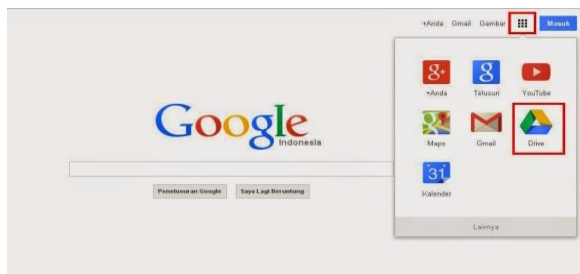 +Anda Gmail Gambar Masuk
+Anda Telusuri YouTube
Maps Gmail Drive
31
Kalender
Lainnya
Google
Indonesia
Penelusuran Google Saya Lagi Beruntung